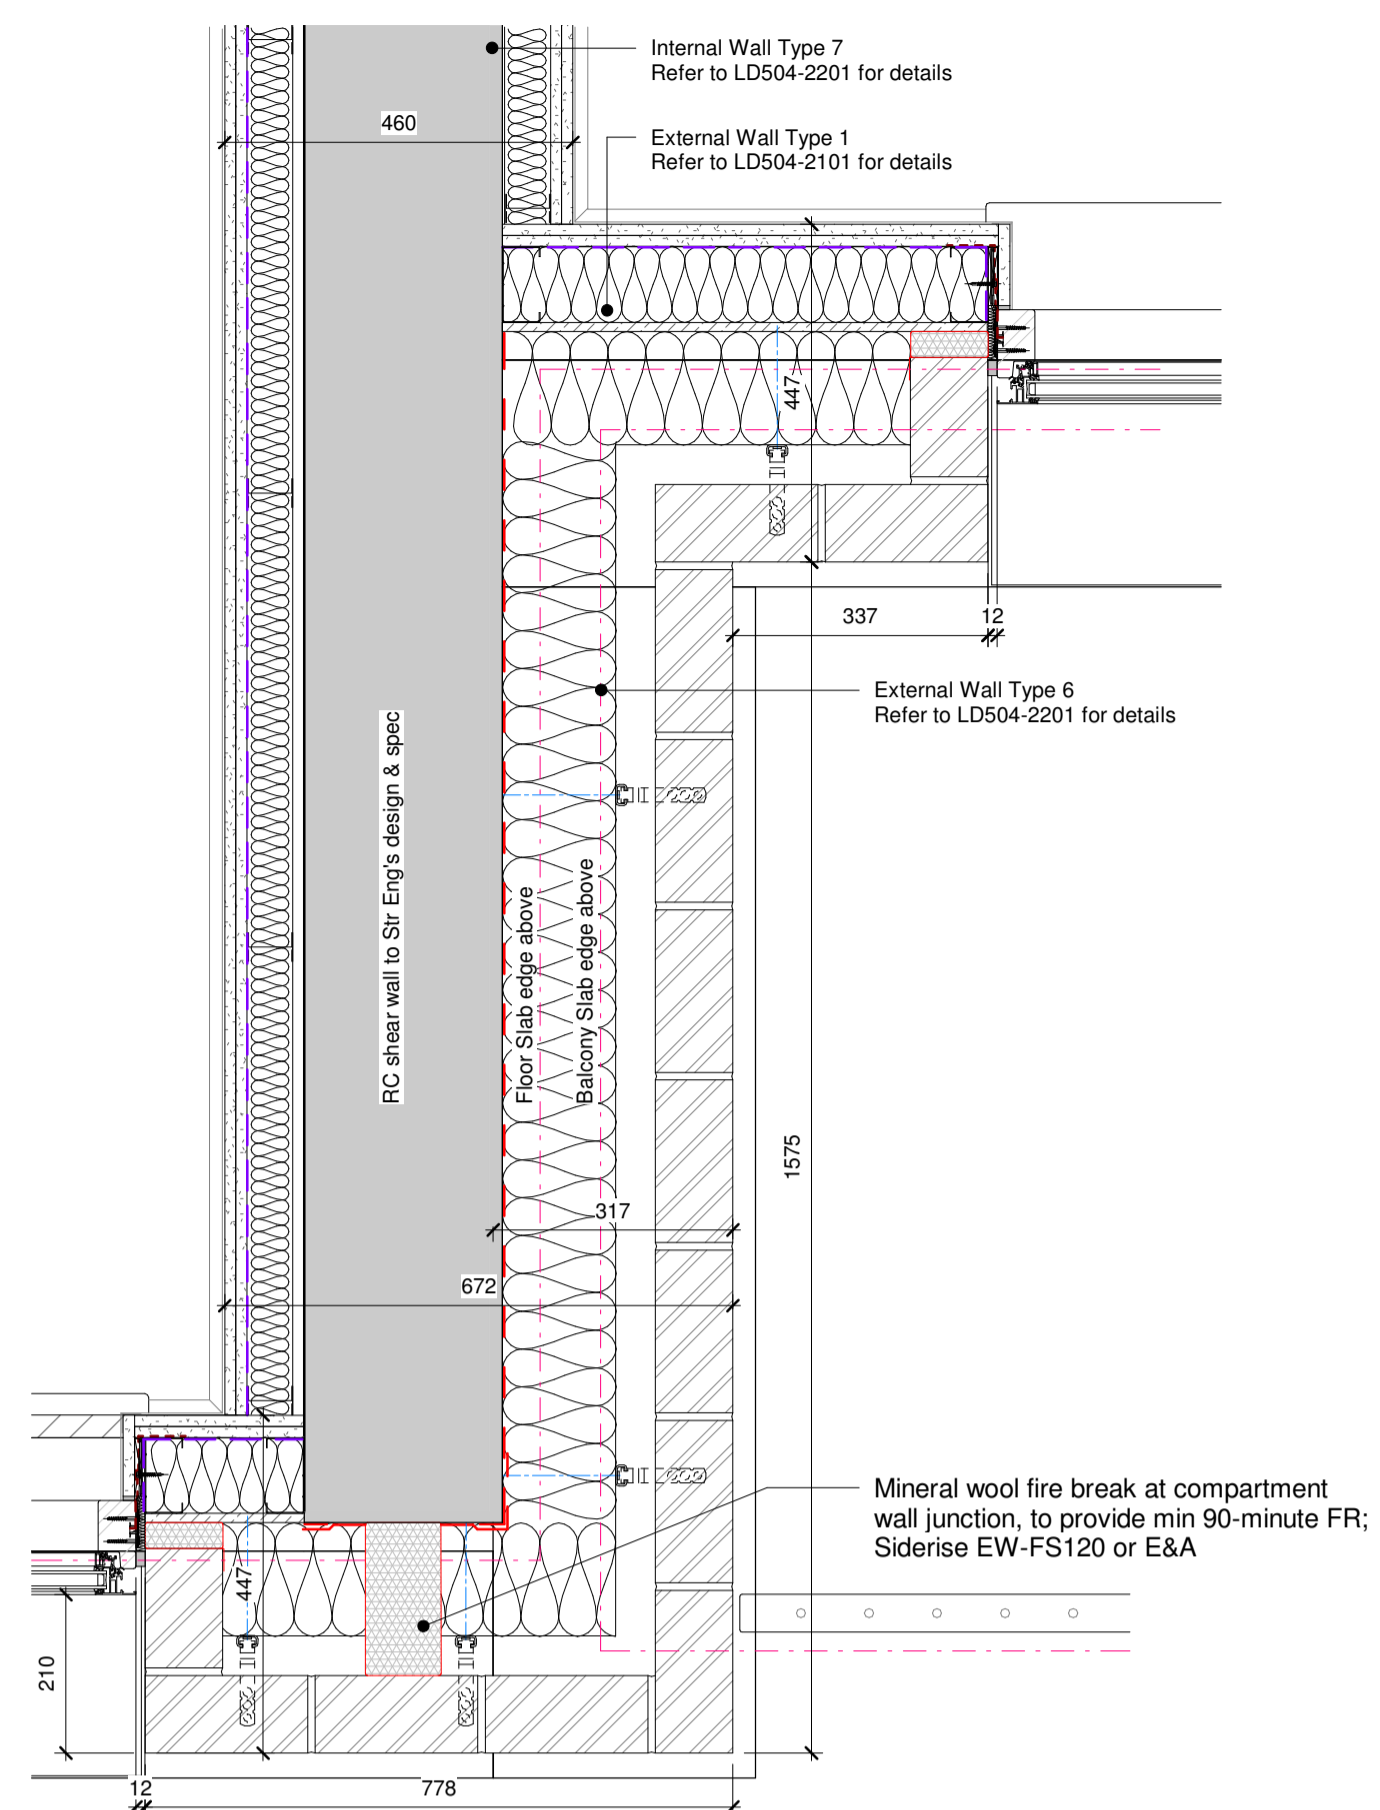 Internal Wall Type 7
Refer to LD504-2201 for details
460
External Wall Type 1
Refer to LD504-2101 for details
447
337
12
External Wall Type 6
Refer to LD504-2201 for details
RC shear wall to Str Eng's design & spec
Floor Slab edge above
Balcony Slab edge above
1575
317
672
Mineral wool fire break at compartment
wall junction, to provide min 90-minute FR;
Siderise EW-FS120 or E&A
447
210
12
778